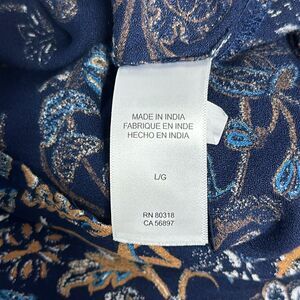 MADE IN INDIA
FABRIQUE EN INDE
HECHO EN INDIA
L/G
RN 80318
CA 56897